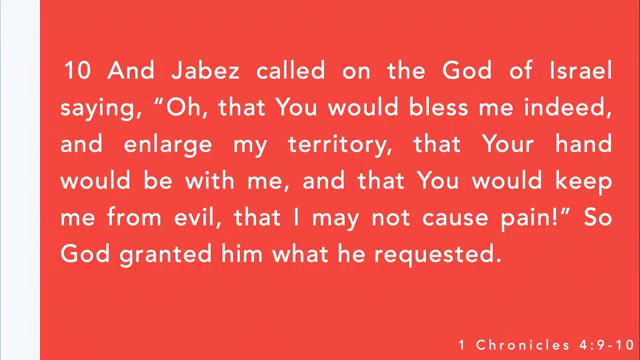 10 And Jabez called on the God of Israel
saying, “Oh, that You would bless me indeed,
and enlarge my territory, that Your hand
would be with me, and that You would keep
me from evil, that I may not cause pain!” So
God granted him what he requested.
1 Chronicles 4:9-10